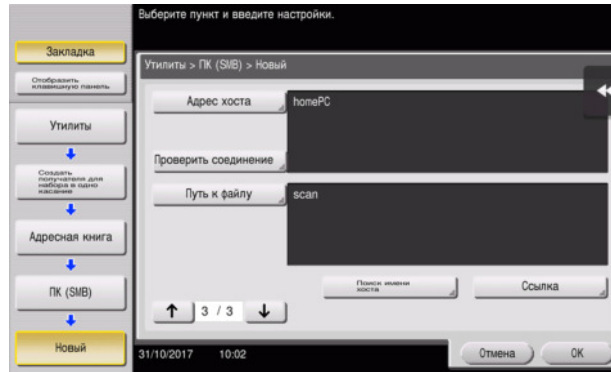 Выберите пункт и введите настройки.
Закладка
Отобразить
клавишную панель
Утилиты
Создать
получателя для
набора в одно
касание
Адресная книга
ПК (SMB)
Новый
Утилиты > ПК (SMB) > Новый
Адрес хоста
homePC
Проверить соединение
Путь к файлу
scan
Поиск имени
хоста
Ссылка
3 / 3
31/10/2017 10:02
Отмена
OK